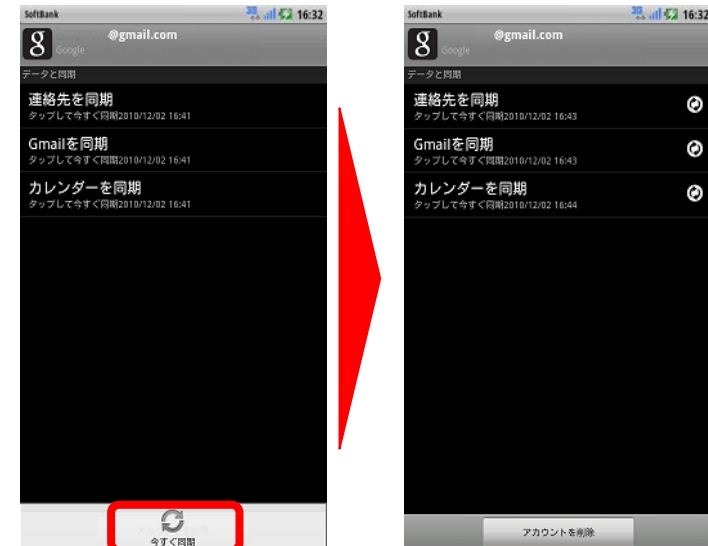 SoftBank 3G 16:32
g @gmail.com
Google
データと同期
連絡先を同期
タップして今すぐ同期2010/12/02 16:41
Gmailを同期
タップして今すぐ同期2010/12/02 16:41
カレンダーを同期
タップして今すぐ同期2010/12/02 16:41
今すぐ同期
SoftBank 3G 16:32
g @gmail.com
Google
データと同期
連絡先を同期
タップして今すぐ同期2010/12/02 16:43
Gmailを同期
タップして今すぐ同期2010/12/02 16:43
カレンダーを同期
タップして今すぐ同期2010/12/02 16:44
アカウントを削除